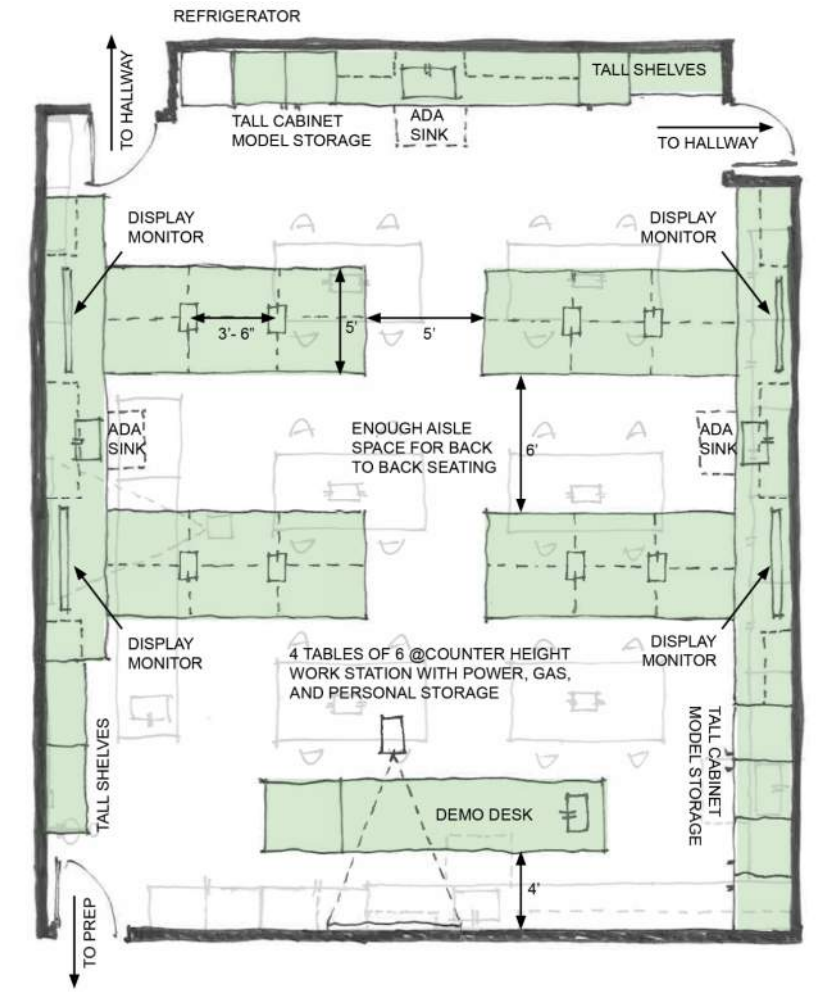 REFRIGERATOR
TO HALLWAY
TALL SHELVES
TALL CABINET
MODEL STORAGE
ADA
SINK
TO HALLWAY
DISPLAY
MONITOR
DISPLAY
MONITOR
3'- 6"
5'
5'
ADA
SINK
ENOUGH AISLE
SPACE FOR BACK
TO BACK SEATING
6'
ADA
SINK
DISPLAY
MONITOR
DISPLAY
MONITOR
4 TABLES OF 6 @COUNTER HEIGHT
WORK STATION WITH POWER, GAS,
AND PERSONAL STORAGE
TALL SHELVES
TALL CABINET
MODEL STORAGE
DEMO DESK
4'
TO PREP